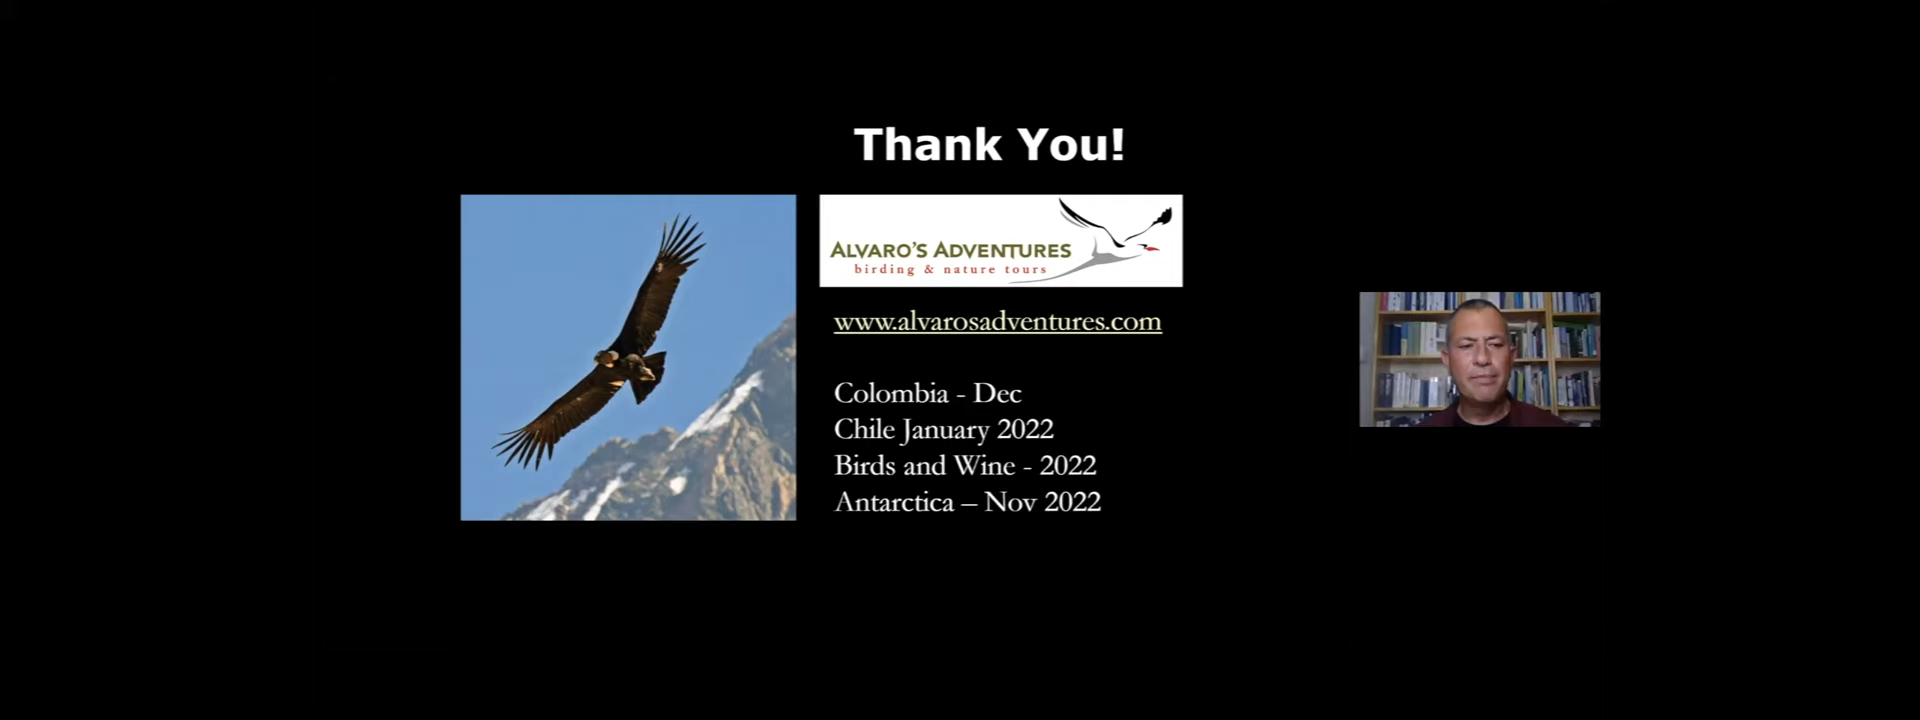 Thank You!
ALVARO'S ADVENTURES
birding & nature tours
www.alvarosadventures.com
Colombia - Dec
Chile January 2022
Birds and Wine - 2022
Antarctica – Nov 2022